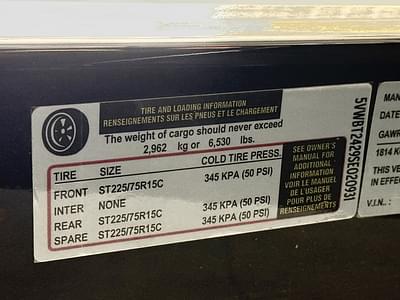 TIRE AND LOADING INFORMATION
RENSEIGNEMENTS SUR LES PNEUS ET LE CHARGEMENT
The weight of cargo should never exceed
2,962 kg or 6,530 lbs.
TIRE SIZE COLD TIRE PRESS.
FRONT ST225/75R15C 345 KPA (50 PSI)
INTER NONE
REAR ST225/75R15C 345 KPA (50 PSI)
SPARE ST225/75R15C 345 KPA (50 PSI)
SEE OWNER'S
MANUAL FOR
ADDITIONAL
INFORMATION
VOIR LE MANUEL
DE L'USAGER
POUR PLUS DE
RENSEIGNEMENTS
MAN
DATE
GAWR
1814 K
THIS VE
IN EFFE
V.I.N.: